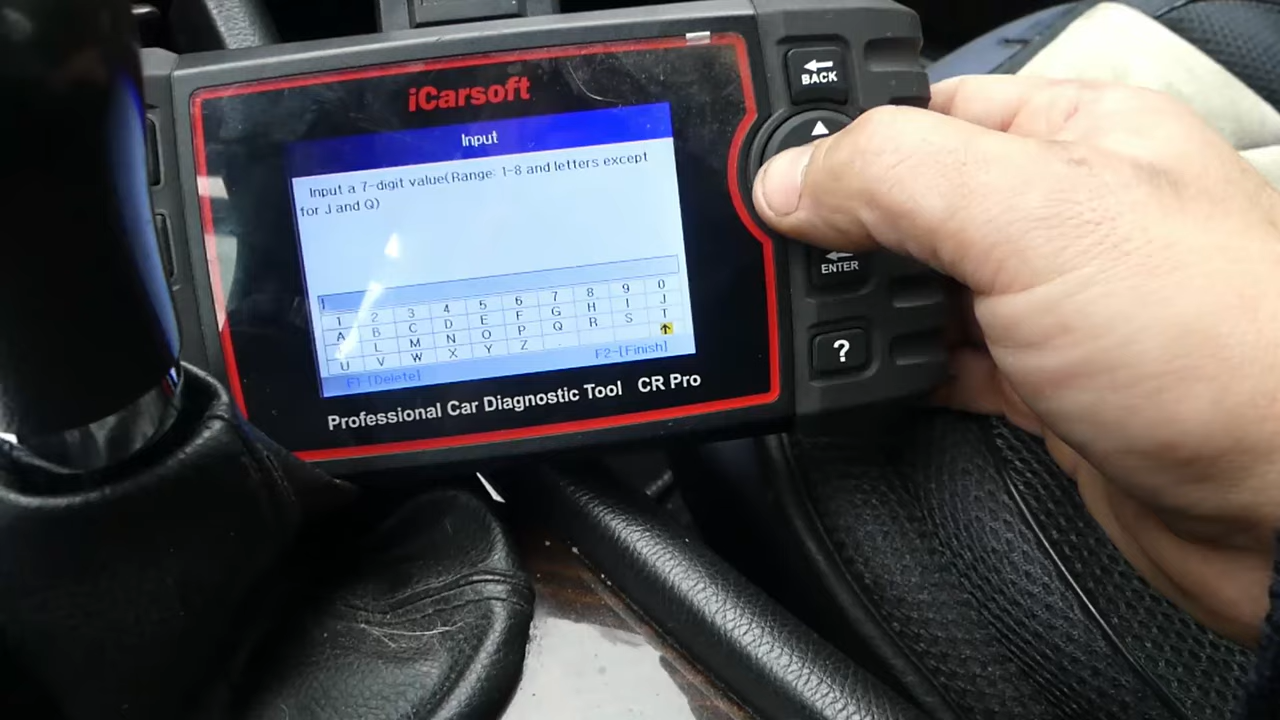 iCarsoft
BACK
Input
Input a 7-digit value(Range: 1-8 and letters except
for J and Q)
ENTER
1 2 3 4 5 6 7 8 9 0
A B C D E F G H I J
L M N O P Q R S T
U V W X Y Z .
F1-[Delete] F2-[Finish]
?
Professional Car Diagnostic Tool CR Pro